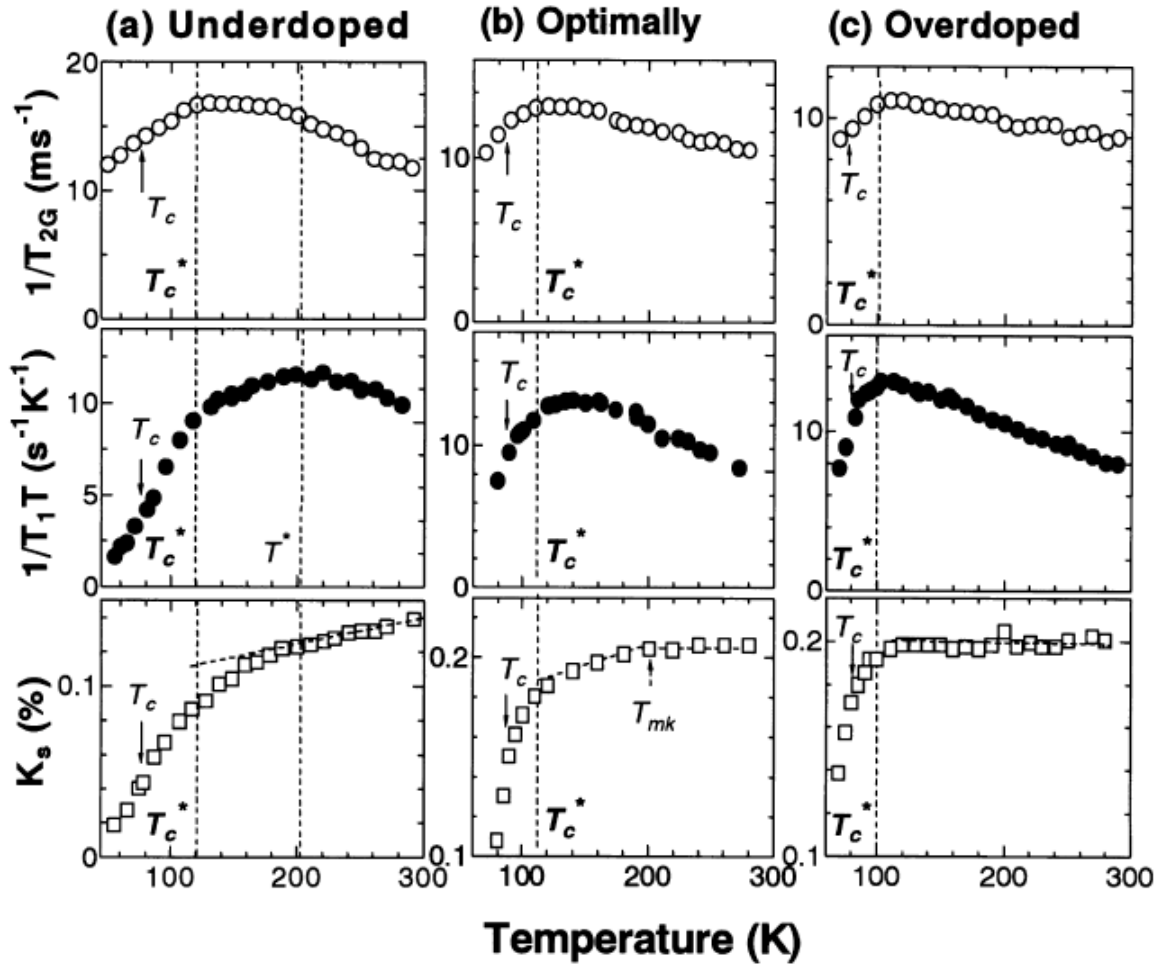 (a) Underdoped
(b) Optimally
(c) Overdoped
1/T2G (ms⁻¹)
20
10
0
Tc
Tc*
10
0
Tc
Tc*
10
0
Tc
Tc*
1/T1T (s⁻¹K⁻¹)
10
5
0
Tc
Tc*
T*
10
0
Tc
Tc*
10
0
Tc
Tc*
Ks (%)
0.1
0
Tc
Tc*
100
200
300
0.2
0.1
Tc
Tmk
Tc*
100
200
300
0.2
0.1
Tc
Tc*
100
200
300
Temperature (K)